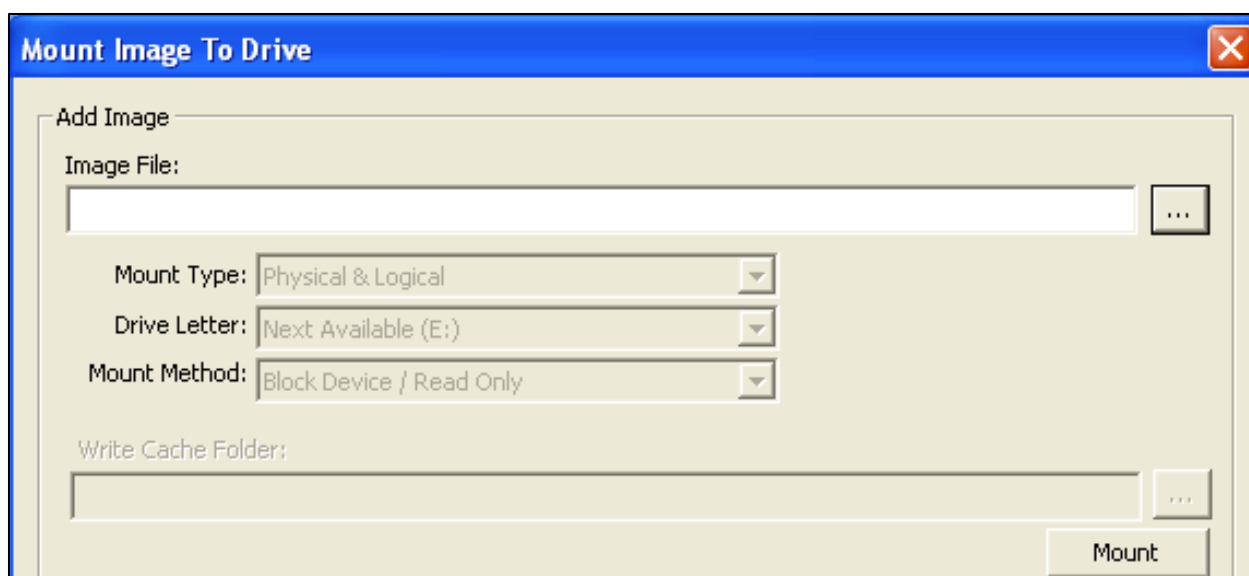 Mount Image To Drive
Add Image
Image File:
...
Mount Type: Physical & Logical
Drive Letter: Next Available (E:)
Mount Method: Block Device / Read Only
Write Cache Folder:
...
Mount